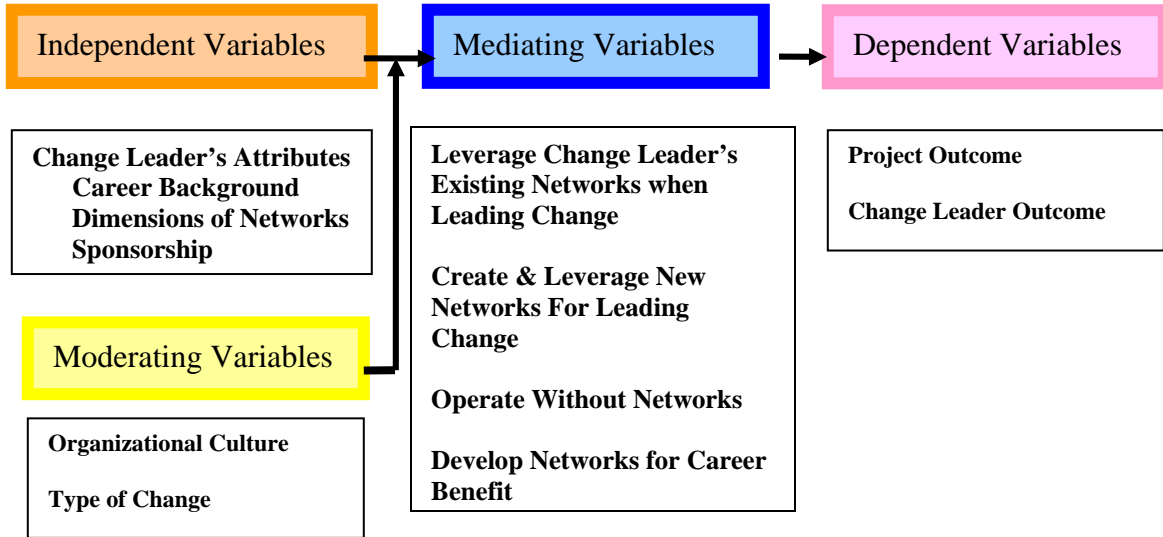 Independent Variables
Change Leader's Attributes
Career Background
Dimensions of Networks
Sponsorship
Moderating Variables
Organizational Culture
Type of Change
Mediating Variables
Leverage Change Leader's
Existing Networks when
Leading Change
Create & Leverage New
Networks For Leading
Change
Operate Without Networks
Develop Networks for Career
Benefit
Dependent Variables
Project Outcome
Change Leader Outcome